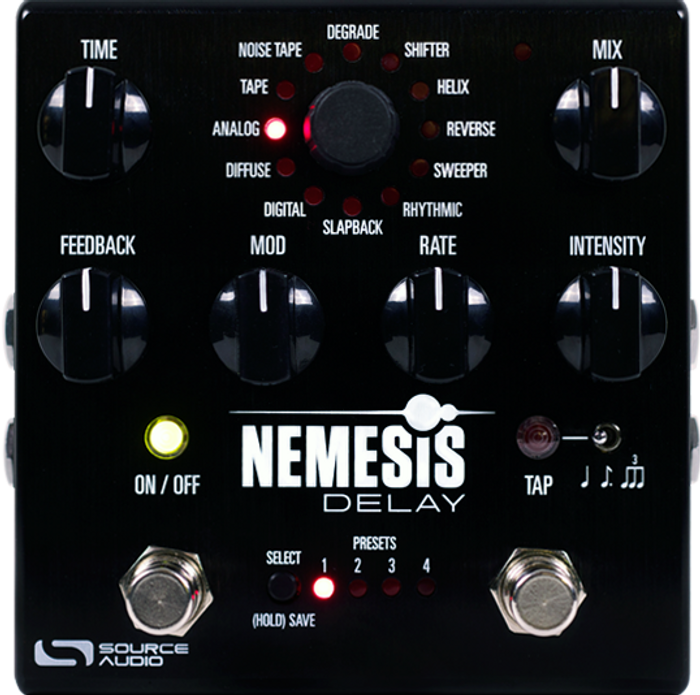 TIME
DEGRADE
NOISE TAPE
SHIFTER
MIX
TAPE
HELIX
ANALOG
REVERSE
DIFFUSE
SWEEPER
DIGITAL
RHYTHMIC
SLAPBACK
FEEDBACK
MOD
RATE
INTENSITY
NEMESIS
DELAY
ON / OFF
TAP
3
PRESETS
SELECT
1 2 3 4
(HOLD) SAVE
SOURCE
AUDIO